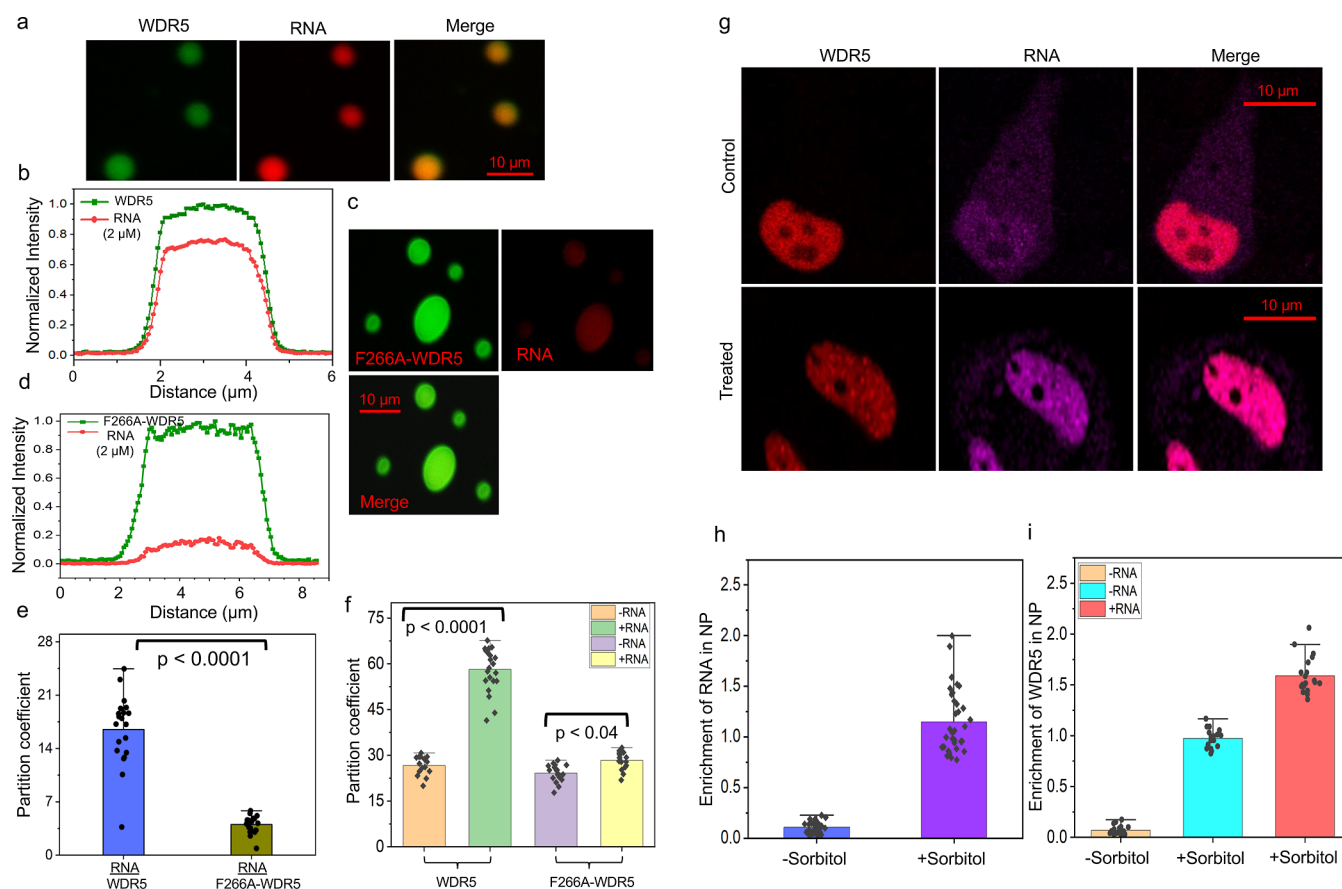 a
WDR5 RNA Merge
10 µm
b
WDR5
RNA
(2 µM)
Normalized Intensity
1.0
0.8
0.6
0.4
0.2
0.0
0 2 4 6
Distance (µm)
c
F266A-WDR5
RNA
10 µm
Merge
d
F266A-WDR5
RNA
(2 µM)
Normalized Intensity
1.0
0.8
0.6
0.4
0.2
0.0
0 2 4 6 8
Distance (µm)
e
p < 0.0001
Partition coefficient
28
21
14
7
0
RNA
WDR5
RNA
F266A-WDR5
f
-RNA
+RNA
-RNA
+RNA
p < 0.0001
p < 0.04
Partition coefficient
75
60
45
30
15
0
WDR5 F266A-WDR5
g
WDR5 RNA Merge
Control
10 µm
Treated
10 µm
h
Enrichment of RNA in NP
2.5
2.0
1.5
1.0
0.5
0.0
-Sorbitol +Sorbitol
i
-RNA
-RNA
+RNA
Enrichment of WDR5 in NP
2.5
2.0
1.5
1.0
0.5
0.0
-Sorbitol +Sorbitol +Sorbitol